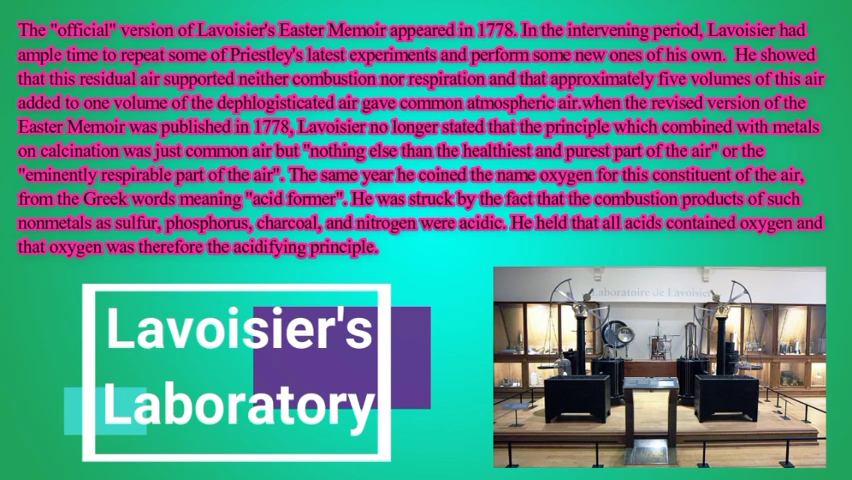 The "official" version of Lavoisier's Easter Memoir appeared in 1778. In the intervening period, Lavoisier had
ample time to repeat some of Priestley's latest experiments and perform some new ones of his own.  He showed
that this residual air supported neither combustion nor respiration and that approximately five volumes of this air
added to one volume of the dephlogisticated air gave common atmospheric air.when the revised version of the
Easter Memoir was published in 1778, Lavoisier no longer stated that the principle which combined with metals
on calcination was just common air but "nothing else than the healthiest and purest part of the air" or the
"eminently respirable part of the air". The same year he coined the name oxygen for this constituent of the air,
from the Greek words meaning "acid former". He was struck by the fact that the combustion products of such
nonmetals as sulfur, phosphorus, charcoal, and nitrogen were acidic. He held that all acids contained oxygen and
that oxygen was therefore the acidifying principle.
Lavoisier's
Laboratory
Laboratoire de Lavoisier